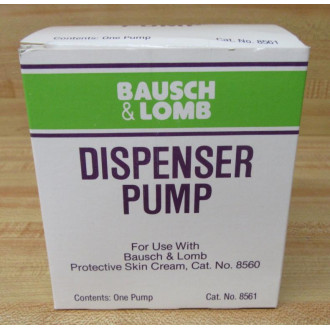 Contents: One Pump Cat. No. 8561
BAUSCH
& LOMB
DISPENSER
PUMP
For Use With
Bausch & Lomb
Protective Skin Cream, Cat. No. 8560
Contents: One Pump Cat. No. 8561